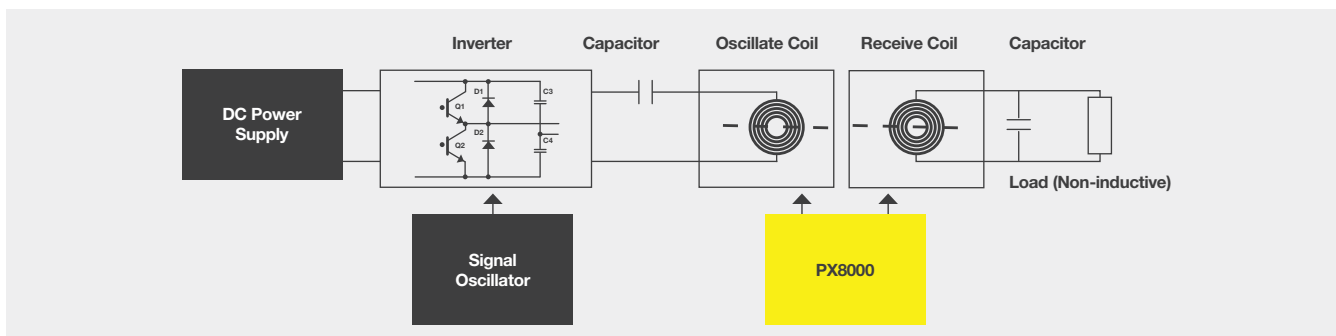 Inverter
Capacitor
Oscillate Coil
Receive Coil
Capacitor
DC Power
Supply
D1
C3
Q1
D2
C4
Q2
Load (Non-inductive)
Signal
Oscillator
PX8000